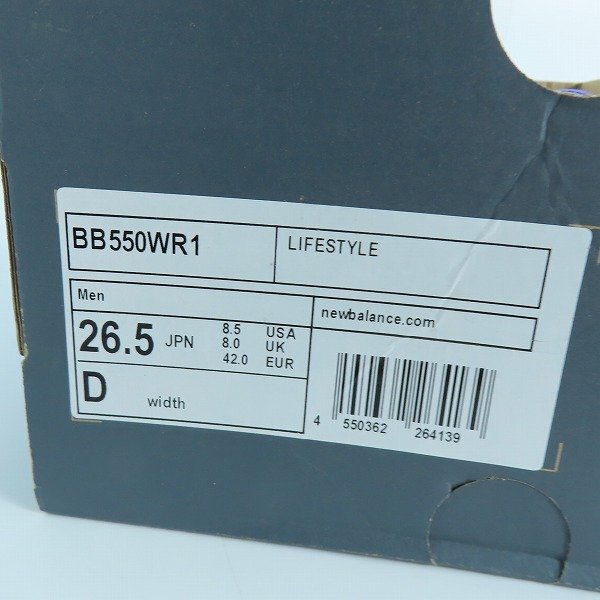 BB550WR1
LIFESTYLE
Men
newbalance.com
26.5 JPN
8.5 USA
8.0 UK
42.0 EUR
D width
4 550362 264139